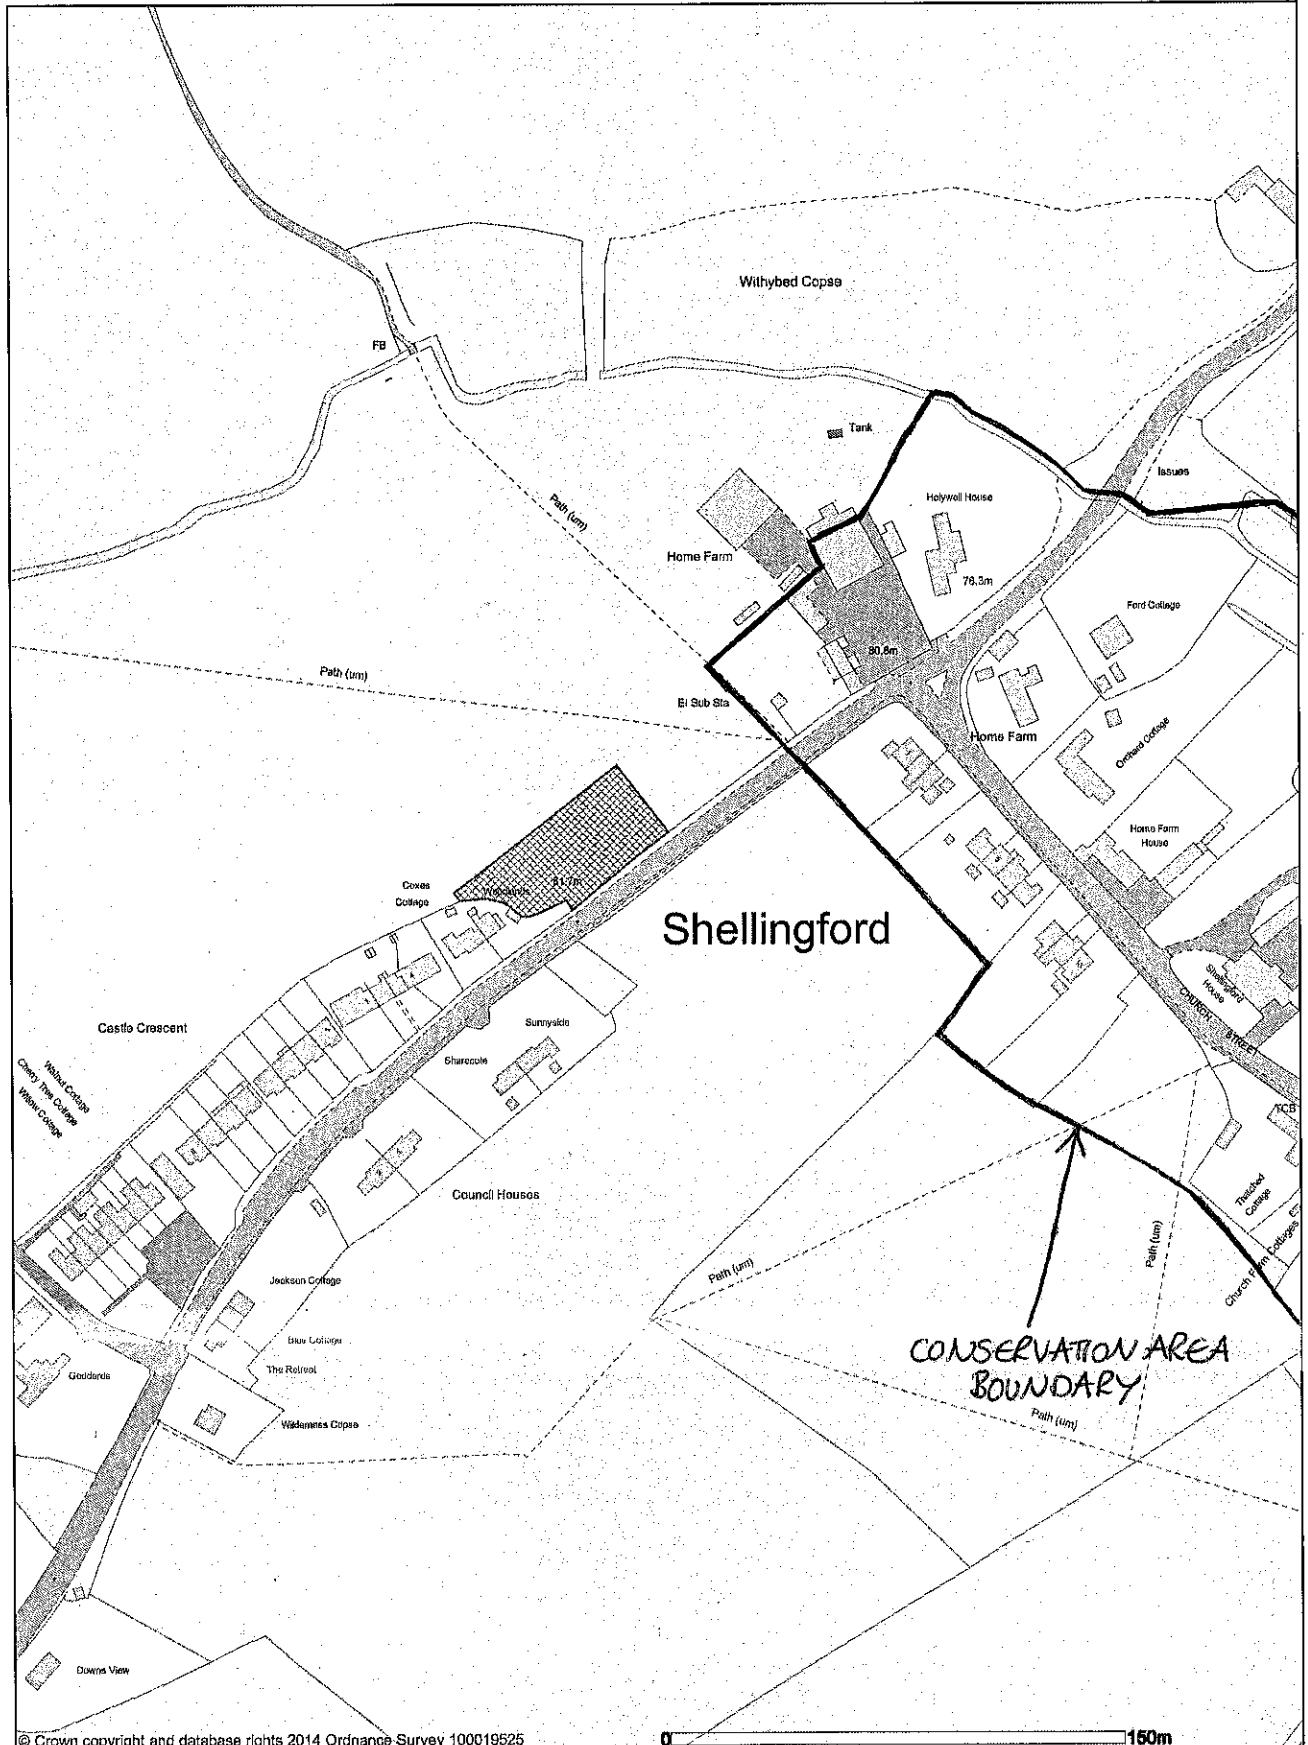 Withybed Copse
FB
Tank
Issues
Path (um)
Holywell House
Home Farm
76.3m
Ford Cottage
80.8m
Path (um)
El Sub Sta
Home Farm
Orchard Cottage
Home Farm
House
Coxes
Cottage
81.7m
Shellingford
Shellingford
House
CHURCH STREET
Castle Crescent
Sunnyside
Sharecote
Walnut Cottage
Cherry Tree Cottage
Willow Cottage
TCB
Council Houses
Thatched
Cottage
Path (um)
Path (um)
Church Farm Cottages
Jackson Cottage
Blue Cottage
The Retreat
Goddards
Wilderness Copse
CONSERVATION AREA
BOUNDARY
Path (um)
Downs View
© Crown copyright and database rights 2014 Ordnance Survey 100019525
0 150m